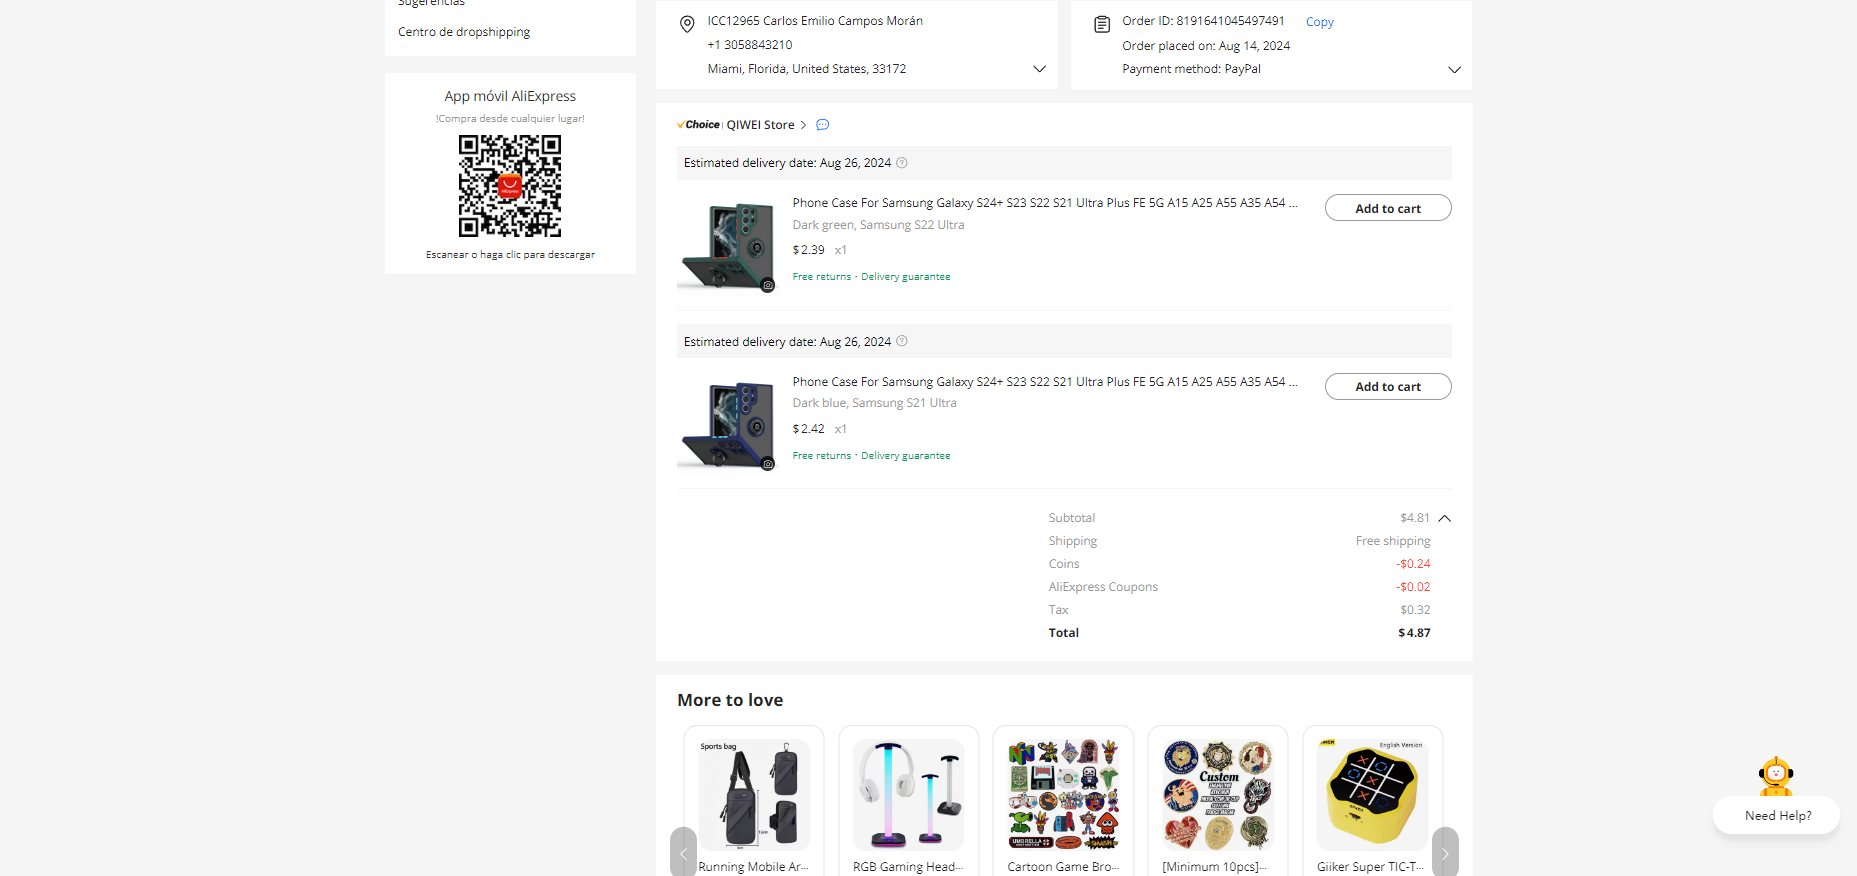 Sugerencias
Centro de dropshipping
App móvil AliExpress
!Compra desde cualquier lugar!
AliExpress
Escanear o haga clic para descargar
ICC12965 Carlos Emilio Campos Morán
+1 3058843210
Miami, Florida, United States, 33172
Order ID: 8191641045497491 Copy
Order placed on: Aug 14, 2024
Payment method: PayPal
Choice QIWEI Store
Estimated delivery date: Aug 26, 2024
Phone Case For Samsung Galaxy S24+ S23 S22 S21 Ultra Plus FE 5G A15 A25 A55 A35 A54 ...
Add to cart
Dark green, Samsung S22 Ultra
$2.39 x1
Free returns · Delivery guarantee
Estimated delivery date: Aug 26, 2024
Phone Case For Samsung Galaxy S24+ S23 S22 S21 Ultra Plus FE 5G A15 A25 A55 A35 A54 ...
Add to cart
Dark blue, Samsung S21 Ultra
$2.42 x1
Free returns · Delivery guarantee
Subtotal $4.81
Shipping Free shipping
Coins -$0.24
AliExpress Coupons -$0.02
Tax $0.32
Total $4.87
More to love
Sports bag
Custom
UMBRELLA
English Version
Running Mobile Ar...
RGB Gaming Head...
Cartoon Game Bro...
[Minimum 10pcs]...
Giiker Super TIC-T...
Need Help?